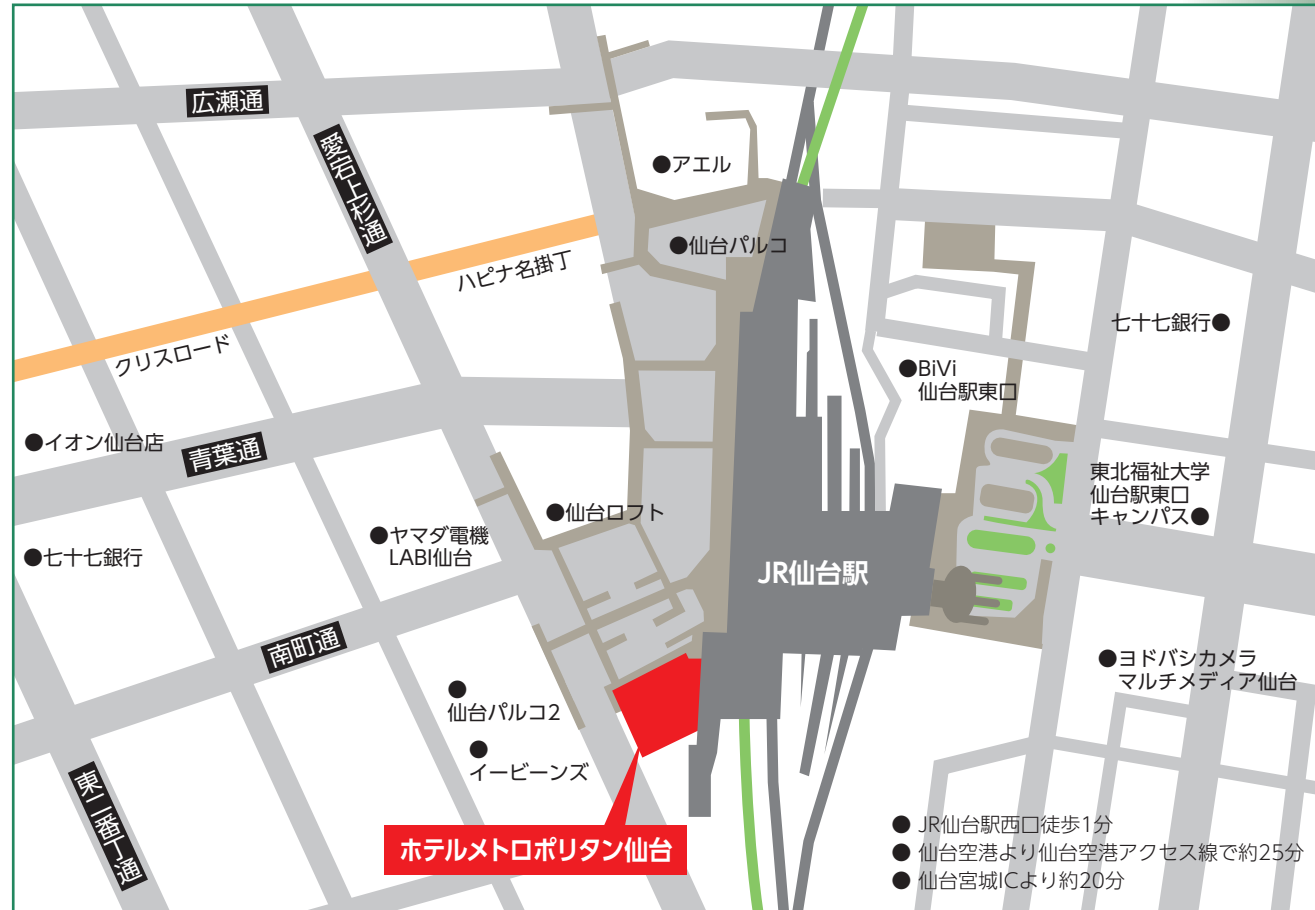 広瀬通
愛宕上杉通
●アエル
●仙台パルコ
ハピナ名掛丁
クリスロード
七十七銀行●
●BiVi
仙台駅東口
●イオン仙台店
青葉通
●仙台ロフト
●ヤマダ電機
LABI仙台
●七十七銀行
東北福祉大学
仙台駅東口
キャンパス●
JR仙台駅
南町通
●
仙台パルコ2
●
イービーンズ
●ヨドバシカメラ
マルチメディア仙台
東二番丁通
ホテルメトロポリタン仙台
● JR仙台駅西口徒歩1分
● 仙台空港より仙台空港アクセス線で約25分
● 仙台宮城ICより約20分